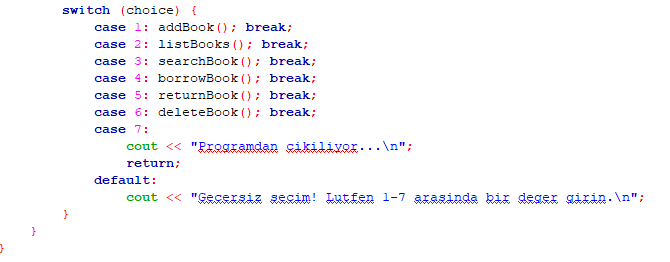 switch (choice) {
case 1: addBook(); break;
case 2: listBooks(); break;
case 3: searchBook(); break;
case 4: borrowBook(); break;
case 5: returnBook(); break;
case 6: deleteBook(); break;
case 7:
cout << "Programdan cikiliyor...\n";
return;
default:
cout << "Gecersiz secim! Lutfen 1-7 arasinda bir deger girin.\n";
}
}
}